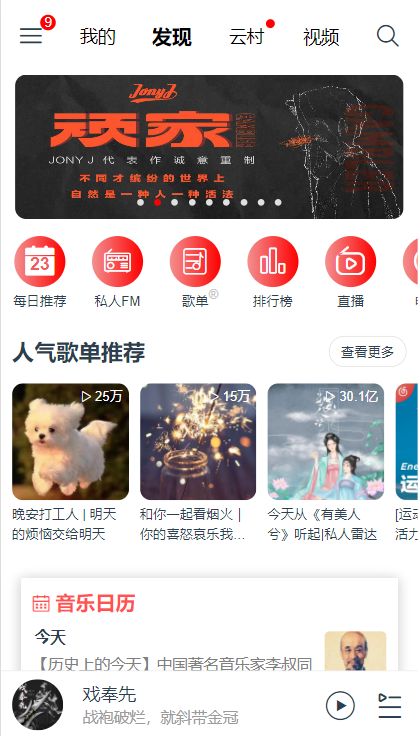 9
我的
发现
云村
视频
JonyJ
顽家
JONY J 代表作诚意重制
不同才缤纷的世界上
自然是一种人一种活法
23
每日推荐
私人FM
歌单
排行榜
直播
®
人气歌单推荐
查看更多
25万
15万
30.1亿
晚安打工人 | 明天
的烦恼交给明天
和你一起看烟火｜
你的喜怒哀乐我…
今天从《有美人
兮》听起|私人雷达
Ene
运
[运
活力
音乐日历
今天
【历史上的今天】中国著名音乐家李叔同
戏奉先
战袍破烂，就斜带金冠